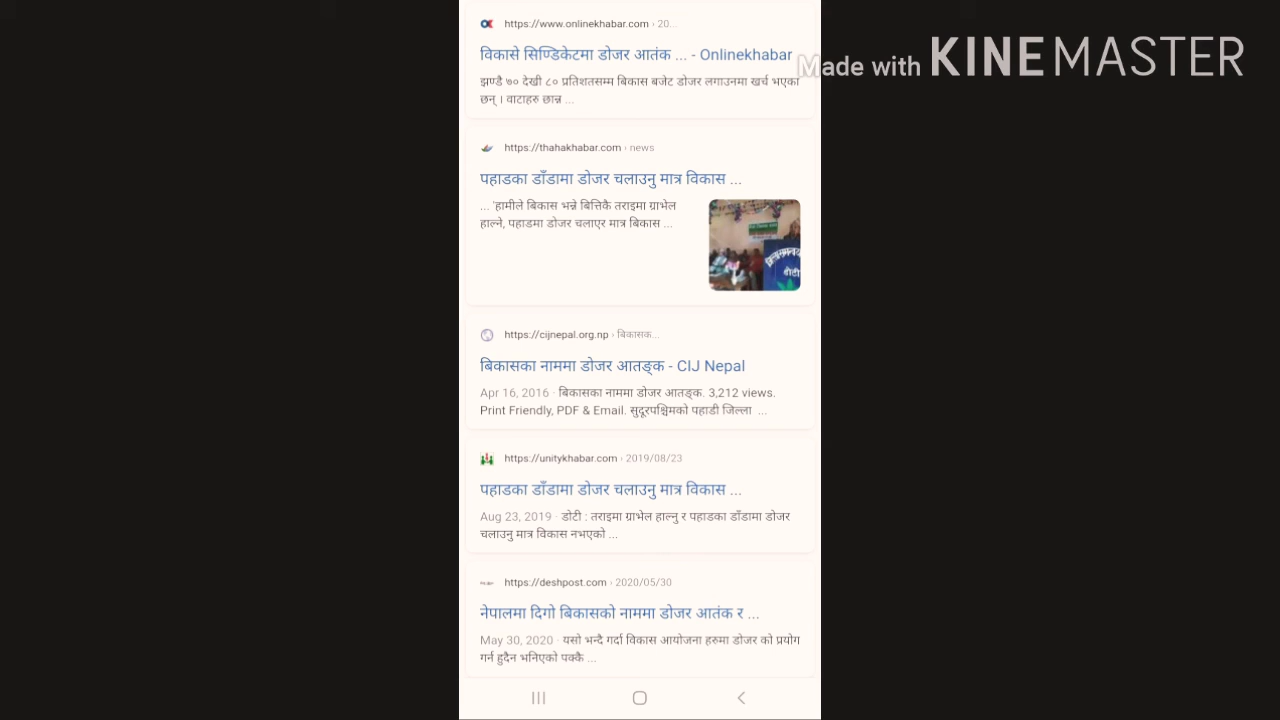 https://www.onlinekhabar.com › 20...
Made with KINEMASTER
विकासे सिण्डिकेटमा डोजर आतंक ... - Onlinekhabar
झण्डै ७० देखी ८० प्रतिशतसम्म बिकास बजेट डोजर लगाउनमा खर्च भएका
छन् । वाटाहरु छान्न ...
https://thahakhabar.com › news
पहाडका डाँडामा डोजर चलाउनु मात्र विकास ...
... 'हामीले बिकास भन्ने बित्तिकै तराइमा ग्राभेल
हाल्ने, पहाडमा डोजर चलाएर मात्र बिकास ...
डोटी
https://cijnepal.org.np › बिकासक...
बिकासका नाममा डोजर आतङ्क - CIJ Nepal
Apr 16, 2016 · बिकासका नाममा डोजर आतङ्क. 3,212 views.
Print Friendly, PDF & Email. सुदूरपश्चिमको पहाडी जिल्ला ...
https://unitykhabar.com › 2019/08/23
पहाडका डाँडामा डोजर चलाउनु मात्र विकास ...
Aug 23, 2019 · डोटी : तराइमा ग्राभेल हाल्नु र पहाडका डाँडामा डोजर
चलाउनु मात्र विकास नभएको ...
https://deshpost.com › 2020/05/30
नेपालमा दिगो बिकासको नाममा डोजर आतंक र ...
May 30, 2020 · यसो भन्दै गर्दा विकास आयोजना हरुमा डोजर को प्रयोग
गर्न हुदैन भनिएको पक्कै ...